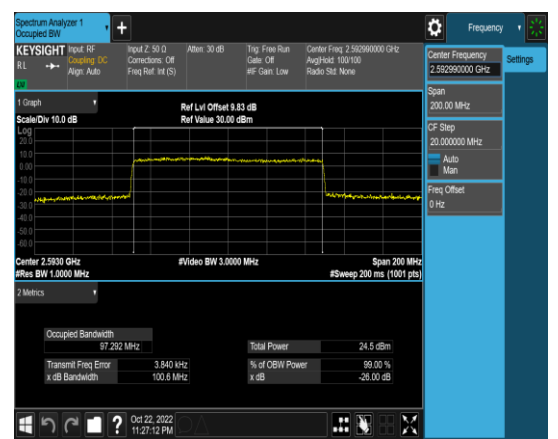 Spectrum Analyzer 1
Occupied BW
+
Frequency
KEYSIGHT
R L
Input: RF
Coupling: DC
Align: Auto
Input Z: 50 Ω
Corrections: Off
Freq Ref: Int (S)
Atten: 30 dB
Trig: Free Run
Gate: Off
#IF Gain: Low
Center Freq: 2.592990000 GHz
Avg|Hold: 100/100
Radio Std: None
Center Frequency
2.592990000 GHz
Settings
Span
200.00 MHz
CF Step
20.000000 MHz
Auto
Man
Freq Offset
0 Hz
1 Graph
Scale/Div 10.0 dB
Ref Lvl Offset 9.83 dB
Ref Value 30.00 dBm
Log
20.0
10.0
0.00
-10.0
-20.0
-30.0
-40.0
-50.0
-60.0
Center 2.5930 GHz
#Video BW 3.0000 MHz
Span 200 MHz
#Res BW 1.0000 MHz
#Sweep 200 ms (1001 pts)
2 Metrics
Occupied Bandwidth
97.292 MHz
Total Power 24.5 dBm
Transmit Freq Error 3.840 kHz
% of OBW Power 99.00 %
x dB Bandwidth 100.6 MHz
x dB -26.00 dB
?
Oct 22, 2022
11:27:12 PM